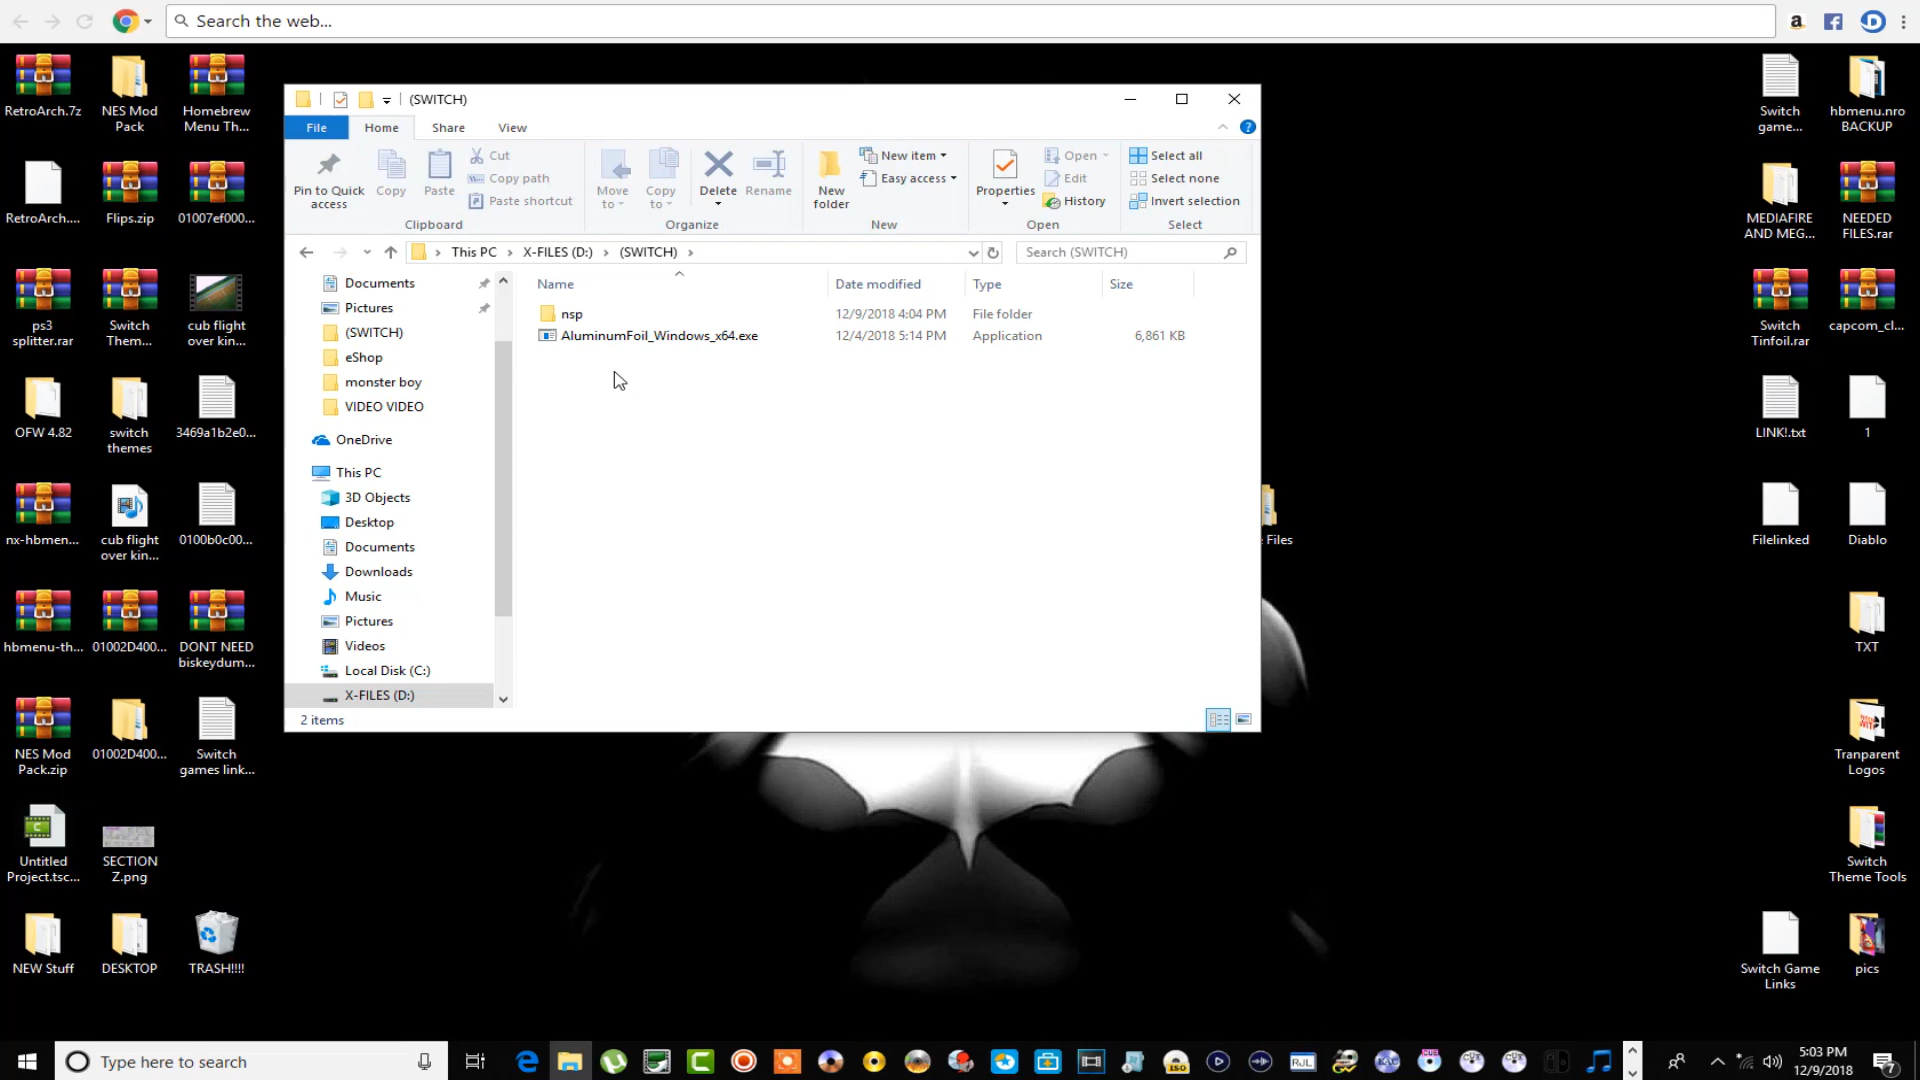 Search the web...
RetroArch.7z
NES Mod
Pack
Homebrew
Menu Th...
RetroArch....
Flips.zip
01007ef000...
ps3
splitter.rar
Switch
Them...
cub flight
over kin...
OFW 4.82
switch
themes
3469a1b2e0...
nx-hbmen...
cub flight
over kin...
0100b0c00...
hbmenu-th...
01002D400...
DONT NEED
biskeydum...
NES Mod
Pack.zip
01002D400...
Switch
games link...
Untitled
Project.tsc...
SECTION
Z.png
NEW Stuff
DESKTOP
TRASH!!!!
(SWITCH)
File Home Share View
Pin to Quick
access
Copy
Paste
Cut
Copy path
Paste shortcut
Clipboard
Move
to
Copy
to
Delete
Rename
Organize
New
folder
New item
Easy access
New
Properties
Open
Edit
History
Open
Select all
Select none
Invert selection
Select
This PC X-FILES (D:) (SWITCH)
Search (SWITCH)
Documents
Pictures
(SWITCH)
eShop
monster boy
VIDEO VIDEO
OneDrive
This PC
3D Objects
Desktop
Documents
Downloads
Music
Pictures
Videos
Local Disk (C:)
X-FILES (D:)
Name Date modified Type Size
nsp 12/9/2018 4:04 PM File folder
AluminumFoil_Windows_x64.exe 12/4/2018 5:14 PM Application 6,861 KB
2 items
Files
Switch
game...
hbmenu.nro
BACKUP
MEDIAFIRE
AND MEG...
NEEDED
FILES.rar
Switch
Tinfoil.rar
capcom_cl...
LINK!.txt
1
Filelinked
Diablo
TXT
Tranparent
Logos
Switch
Theme Tools
Switch Game
Links
pics
Type here to search
ISO
RJL
5:03 PM
12/9/2018
7